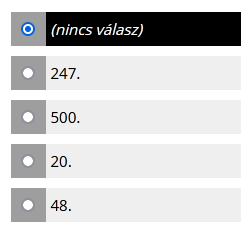 (nincs válasz)
247.
500.
20.
48.